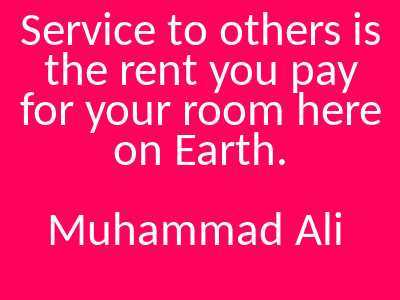 Service to others is
the rent you pay
for your room here
on Earth.
Muhammad Ali